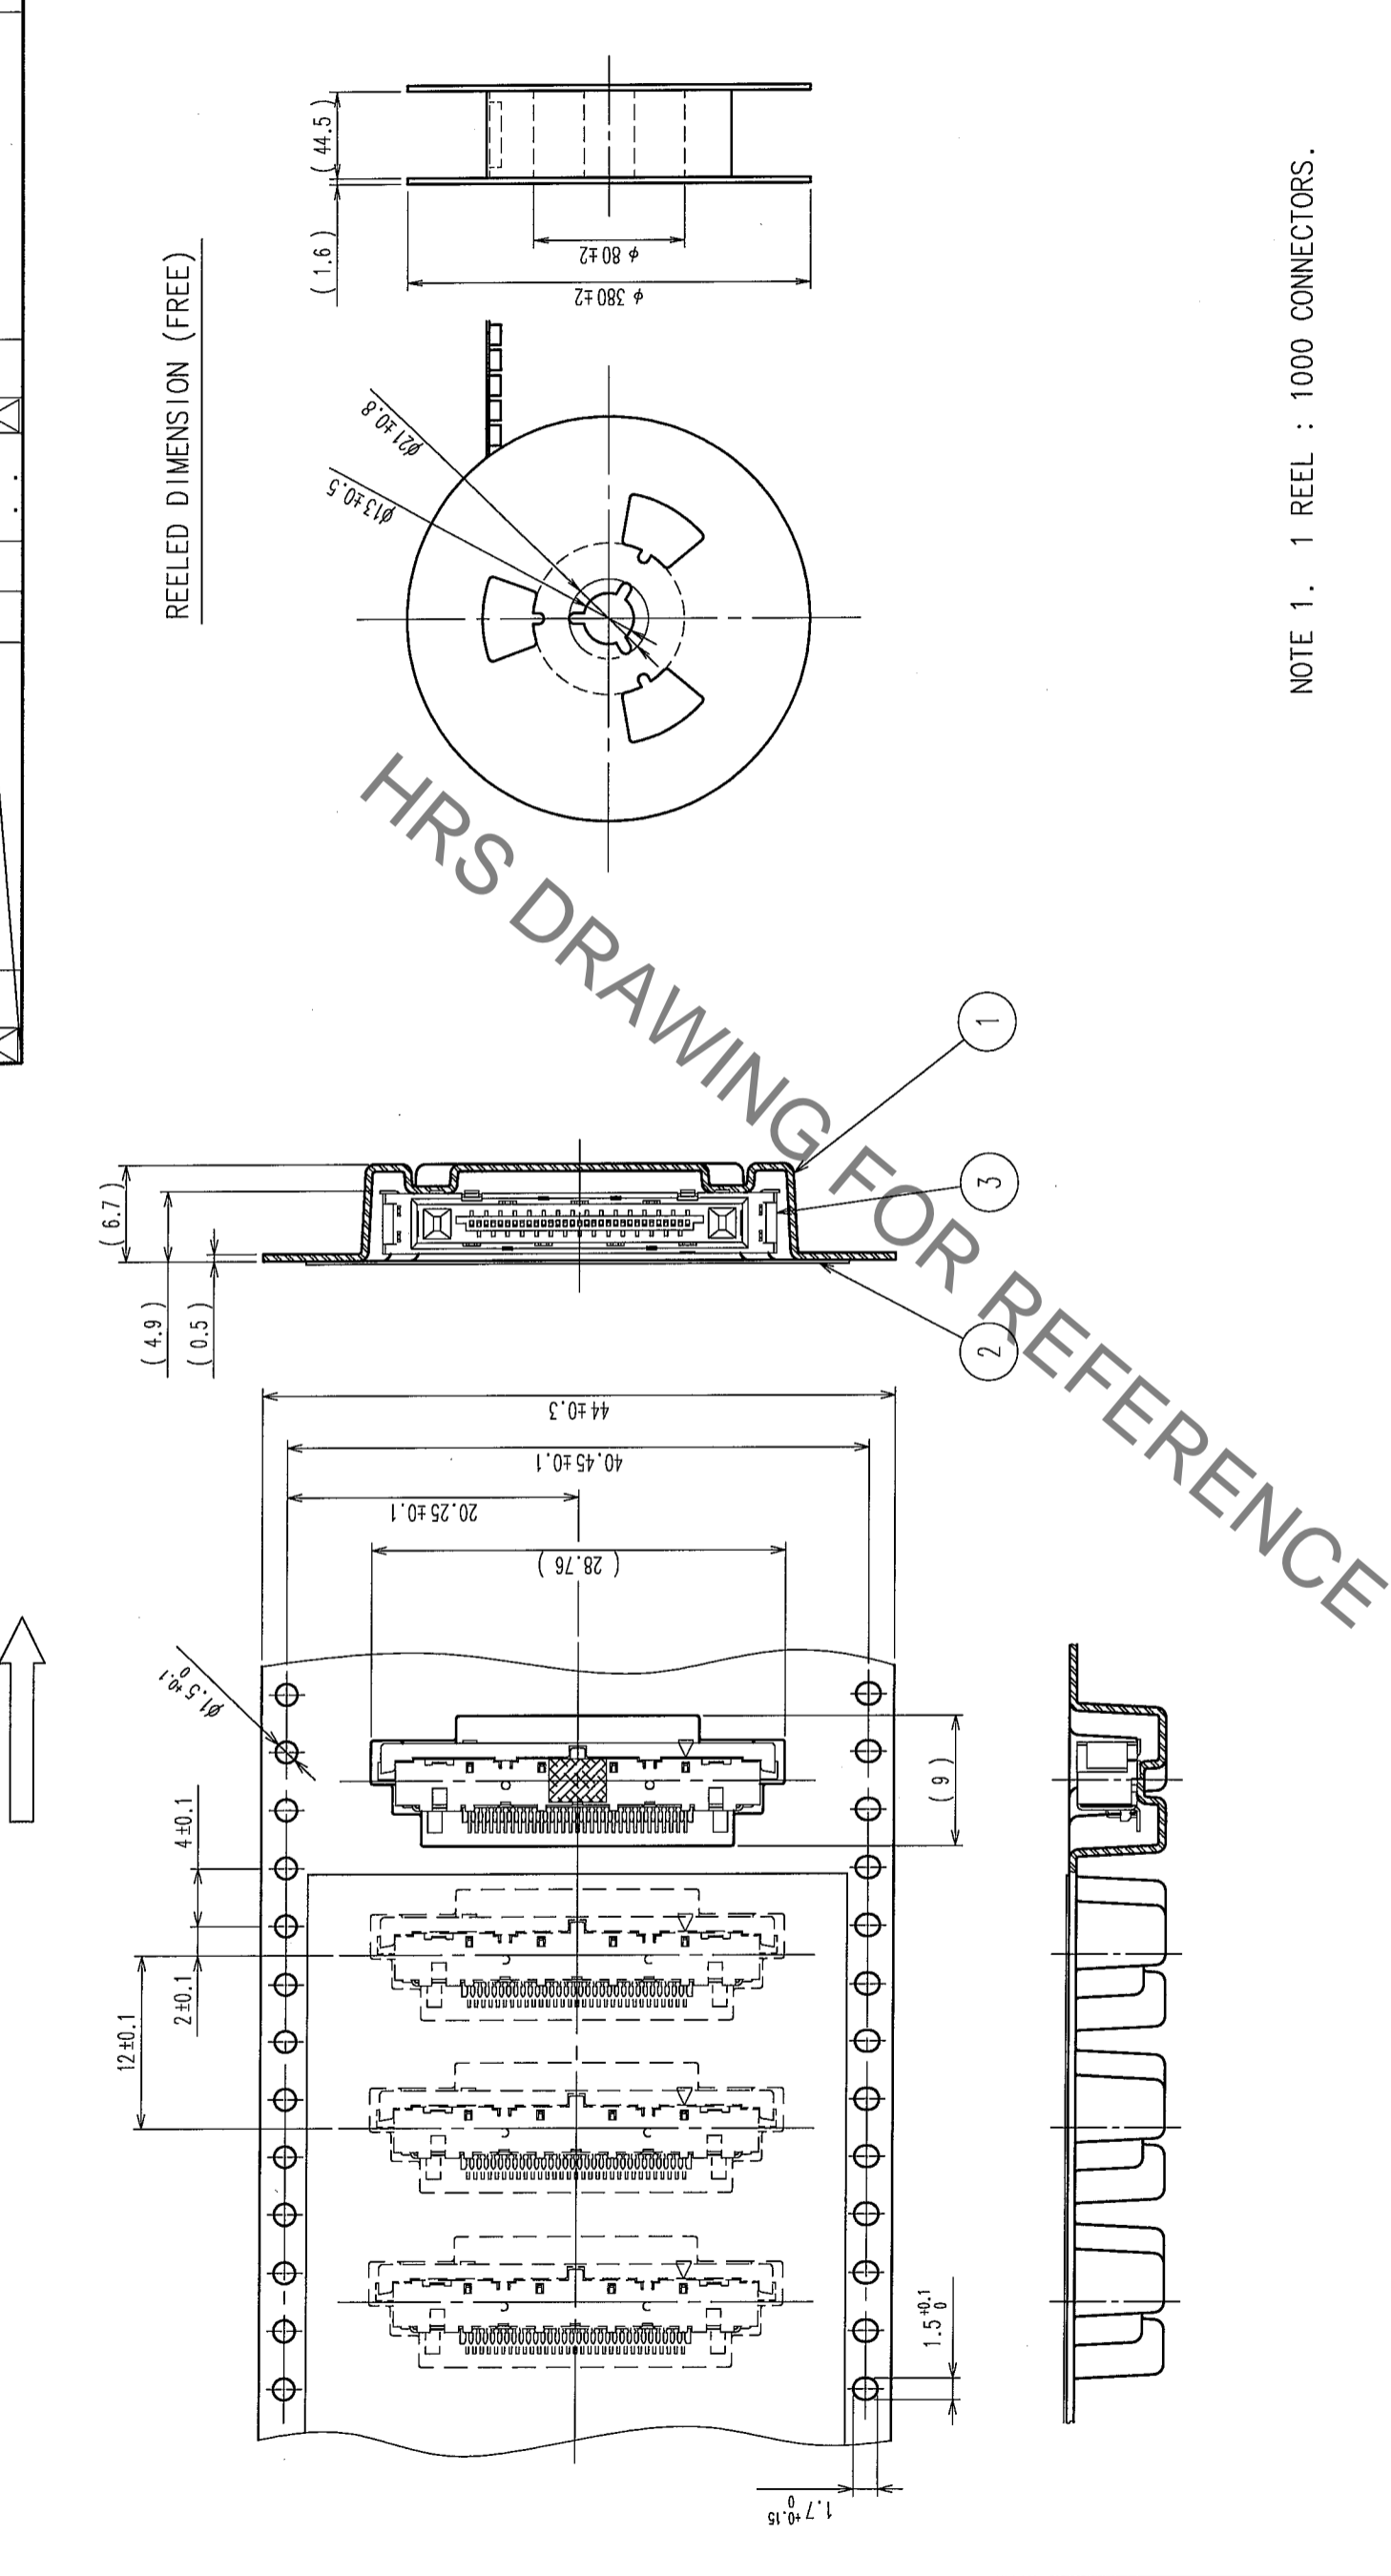 REELED DIMENSION (FREE)
( 44.5 )
( 1.6 )
φ 80±2
φ 380±2
Ø21±0.8
Ø13±0.5
NOTE 1. 1 REEL : 1000 CONNECTORS.
HRS DRAWING FOR REFERENCE
( 6.7 )
( 4.9 )
( 0.5 )
1
3
2
44±0.3
40.45±0.1
20.25±0.1
( 28.76 )
Ø1.5 +0.1 0
4±0.1
2±0.1
12±0.1
( 9 )
1.5 +0.1 0
1.7 +0.15 0